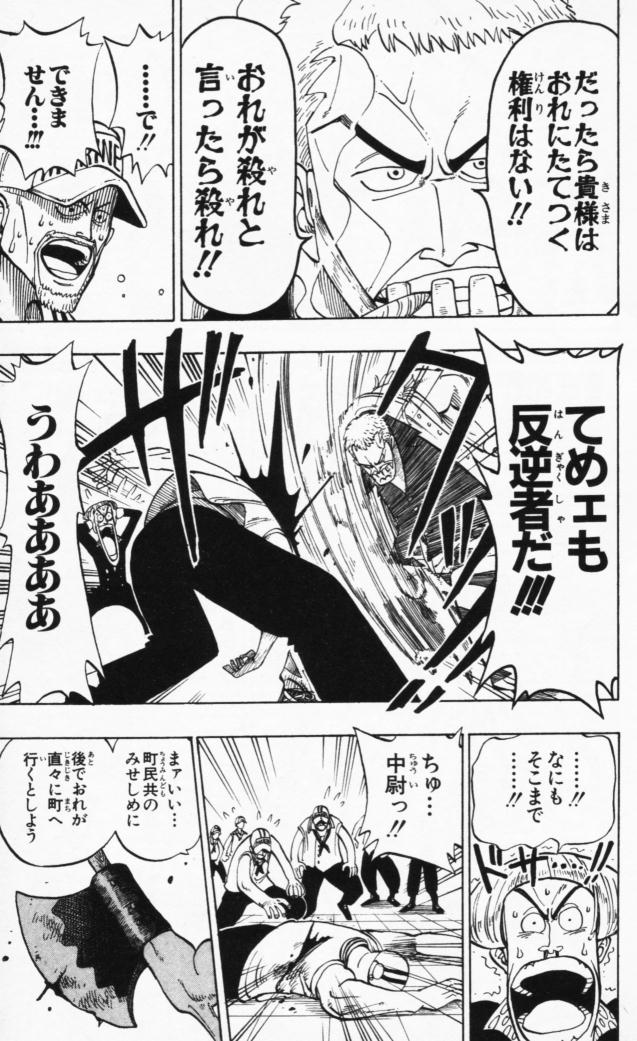 だったら貴様は
おれにたてつく
権利はない!!
おれが殺れと
言ったら殺れ!!
………で!!
できま
せん…!!!
てめェも
反逆者だ!!!
うわああああ
………!!
なにも
そこまで
………!!
ドサ…!!
ちゅ…
中尉っ!!
まァいい…
町民共の
みせしめに
後でおれが
直々に町へ
行くとしよう